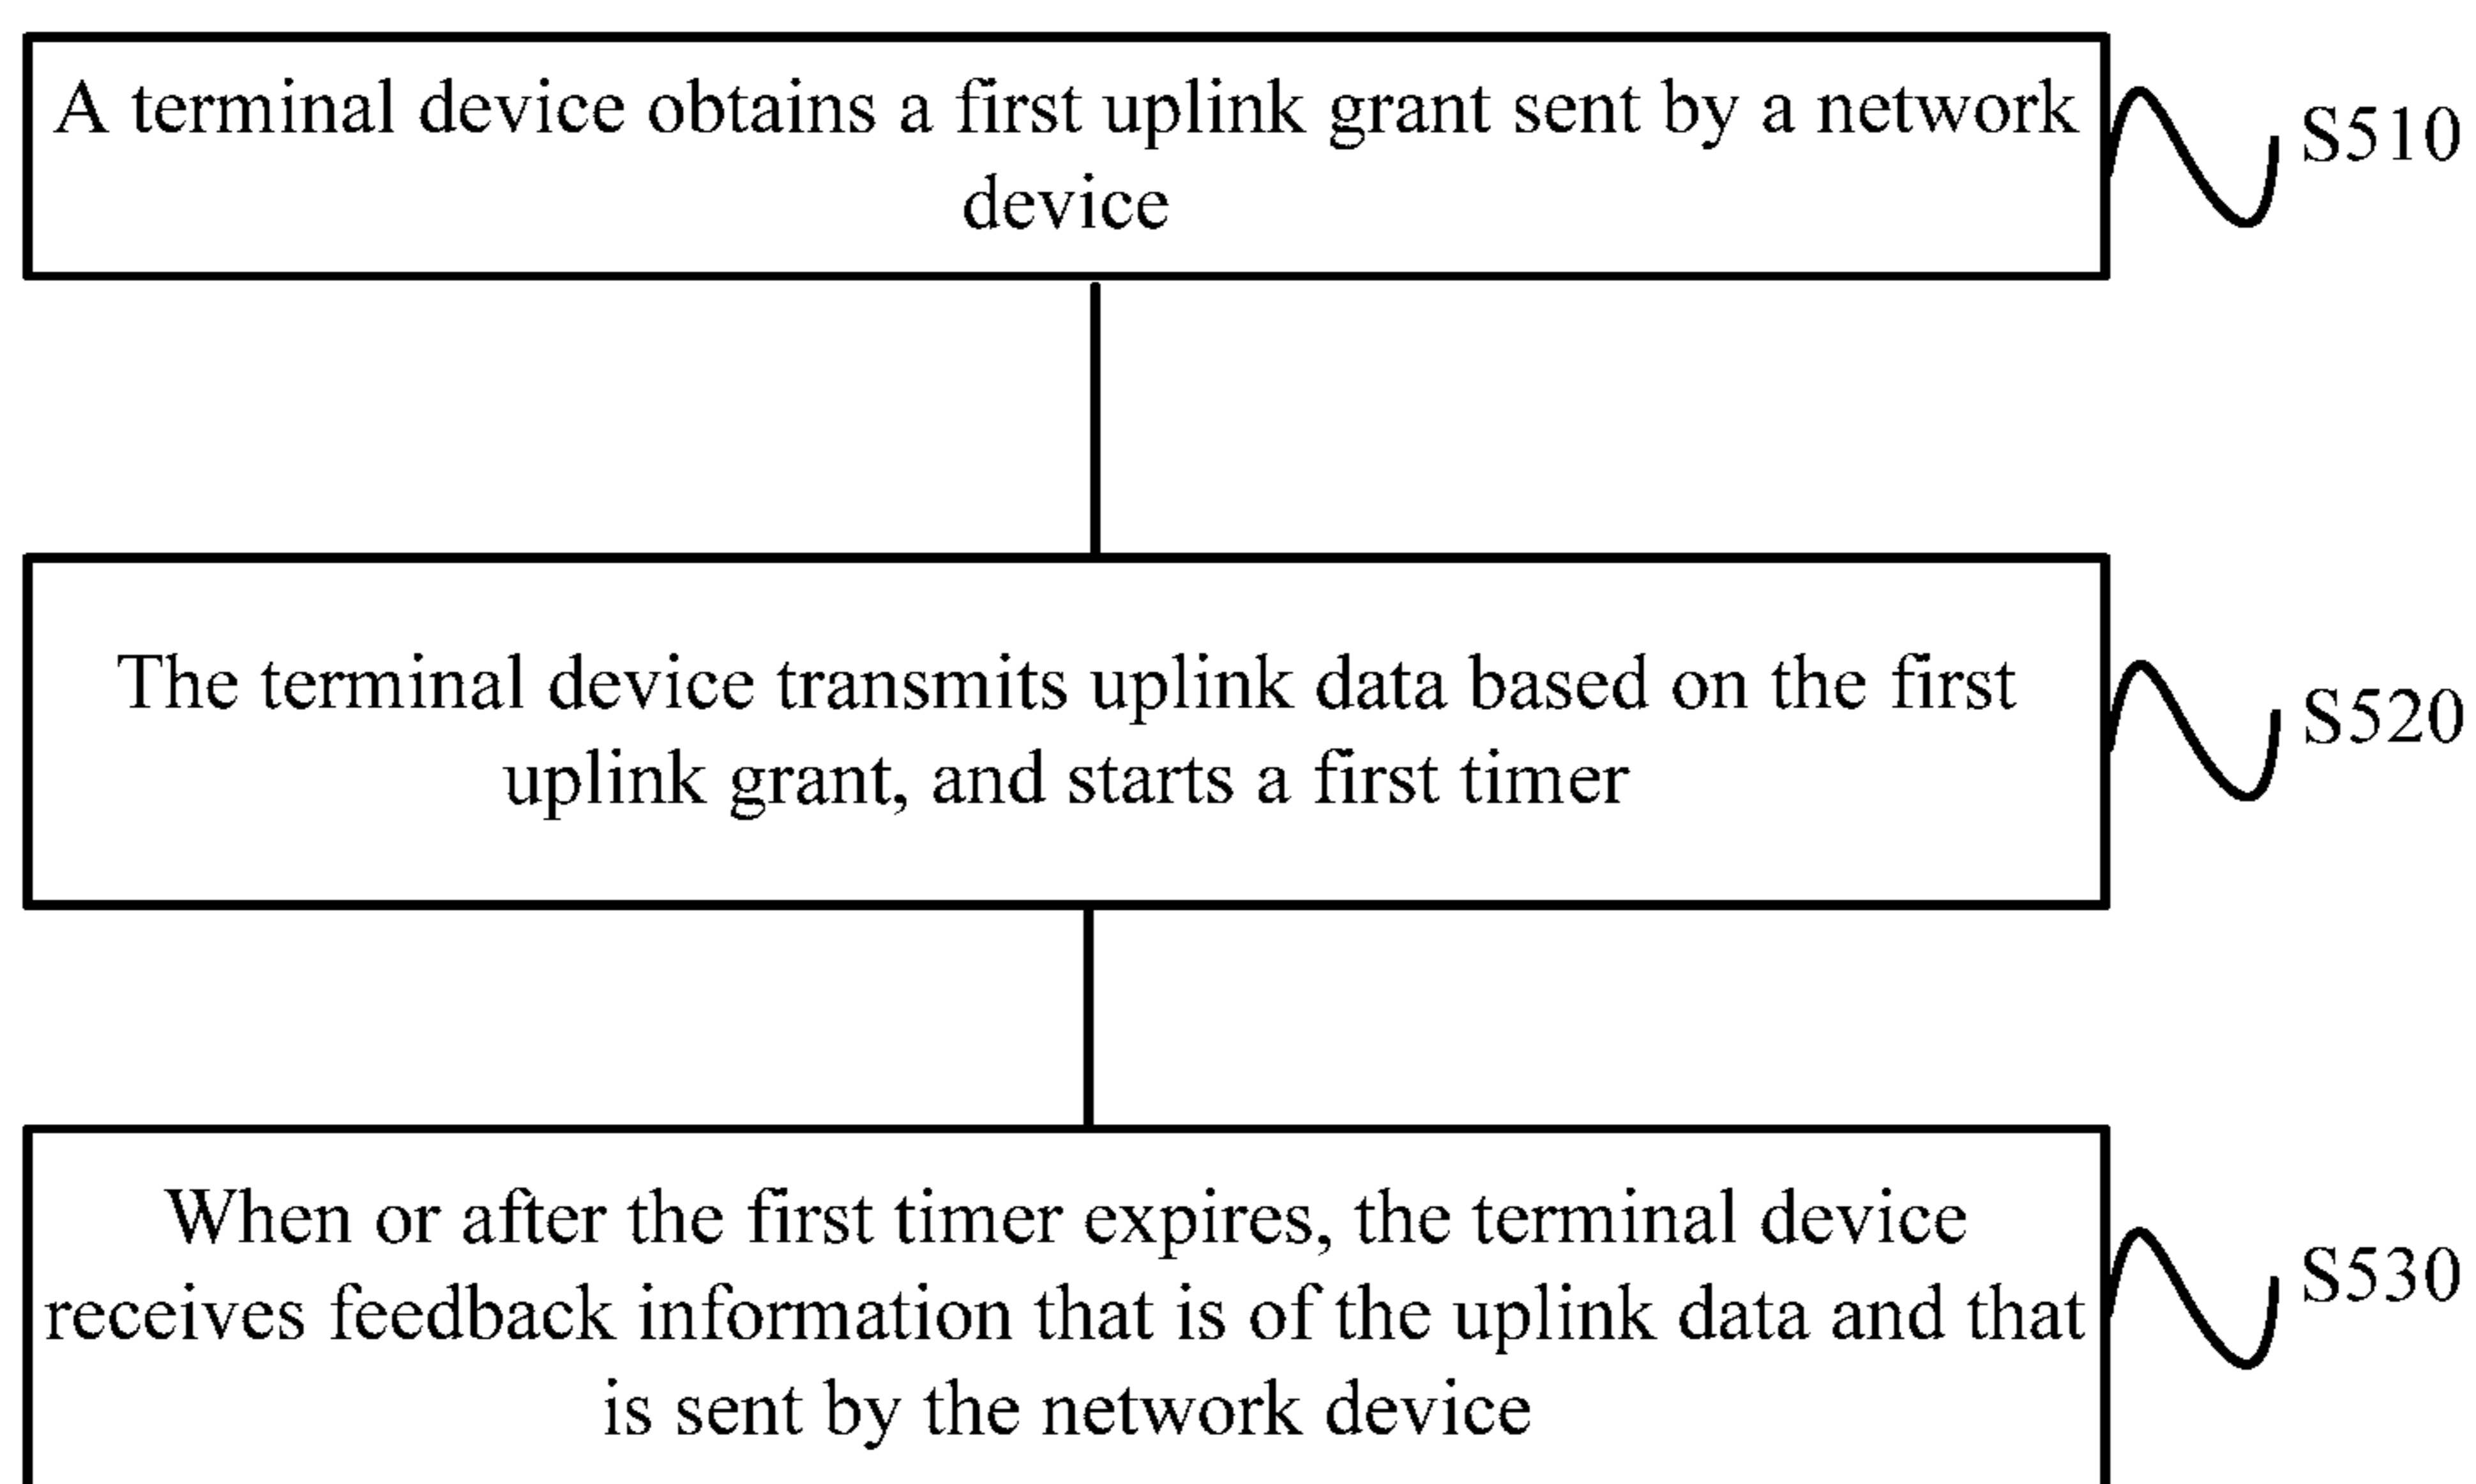 A terminal device obtains a first uplink grant sent by a network
device
S510
The terminal device transmits uplink data based on the first
uplink grant, and starts a first timer
S520
When or after the first timer expires, the terminal device
receives feedback information that is of the uplink data and that
is sent by the network device
S530